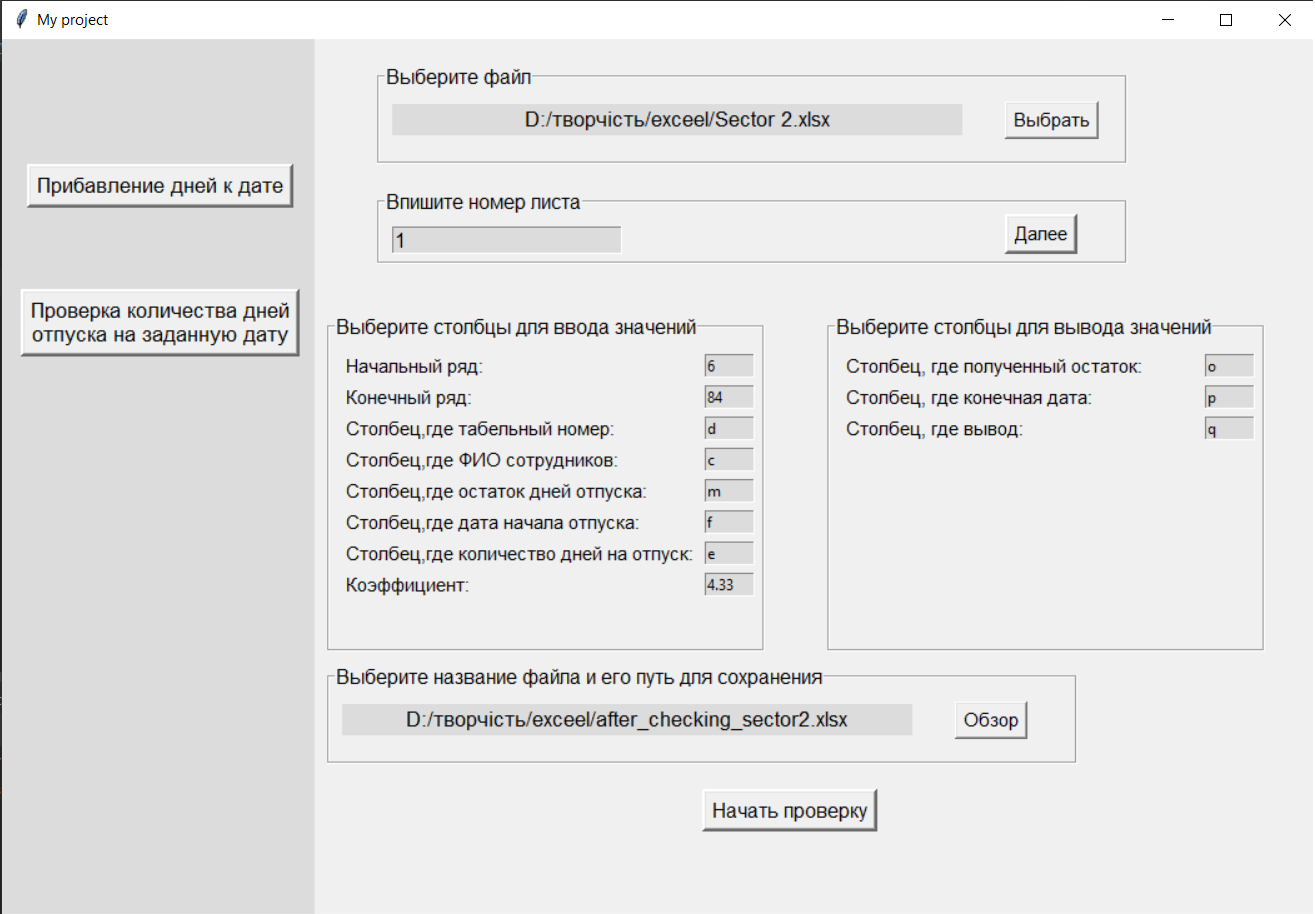 My project
Прибавление дней к дате
Проверка количества дней
отпуска на заданную дату
Выберите файл
D:/творчість/exceel/Sector 2.xlsx
Выбрать
Впишите номер листа
1
Далее
Выберите столбцы для ввода значений
Начальный ряд: 6
Конечный ряд: 84
Столбец,где табельный номер: d
Столбец,где ФИО сотрудников: c
Столбец,где остаток дней отпуска: m
Столбец,где дата начала отпуска: f
Столбец,где количество дней на отпуск: e
Коэффициент: 4.33
Выберите столбцы для вывода значений
Столбец, где полученный остаток: o
Столбец, где конечная дата: p
Столбец, где вывод: q
Выберите название файла и его путь для сохранения
D:/творчість/exceel/after_checking_sector2.xlsx
Обзор
Начать проверку